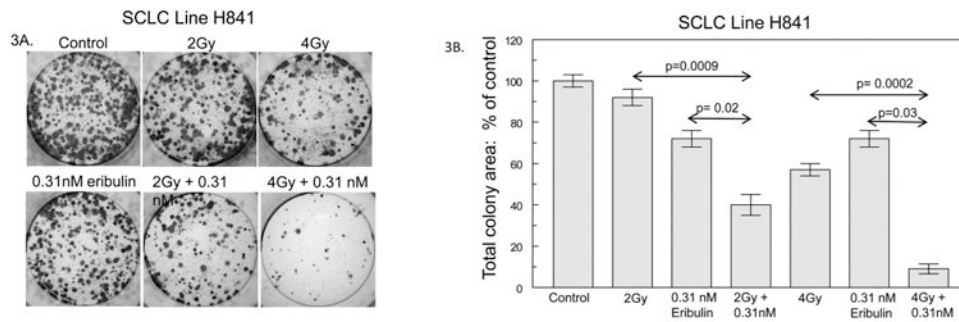 SCLC Line H841
3A.
Control
2Gy
4Gy
0.31nM eribulin
2Gy + 0.31 nM
4Gy + 0.31 nM
SCLC Line H841
3B.
Total colony area: % of control
120
100
80
60
40
20
0
p=0.0009
p= 0.02
p= 0.0002
p=0.03
Control
2Gy
0.31 nM
Eribulin
2Gy +
0.31nM
4Gy
0.31 nM
Eribulin
4Gy +
0.31nM